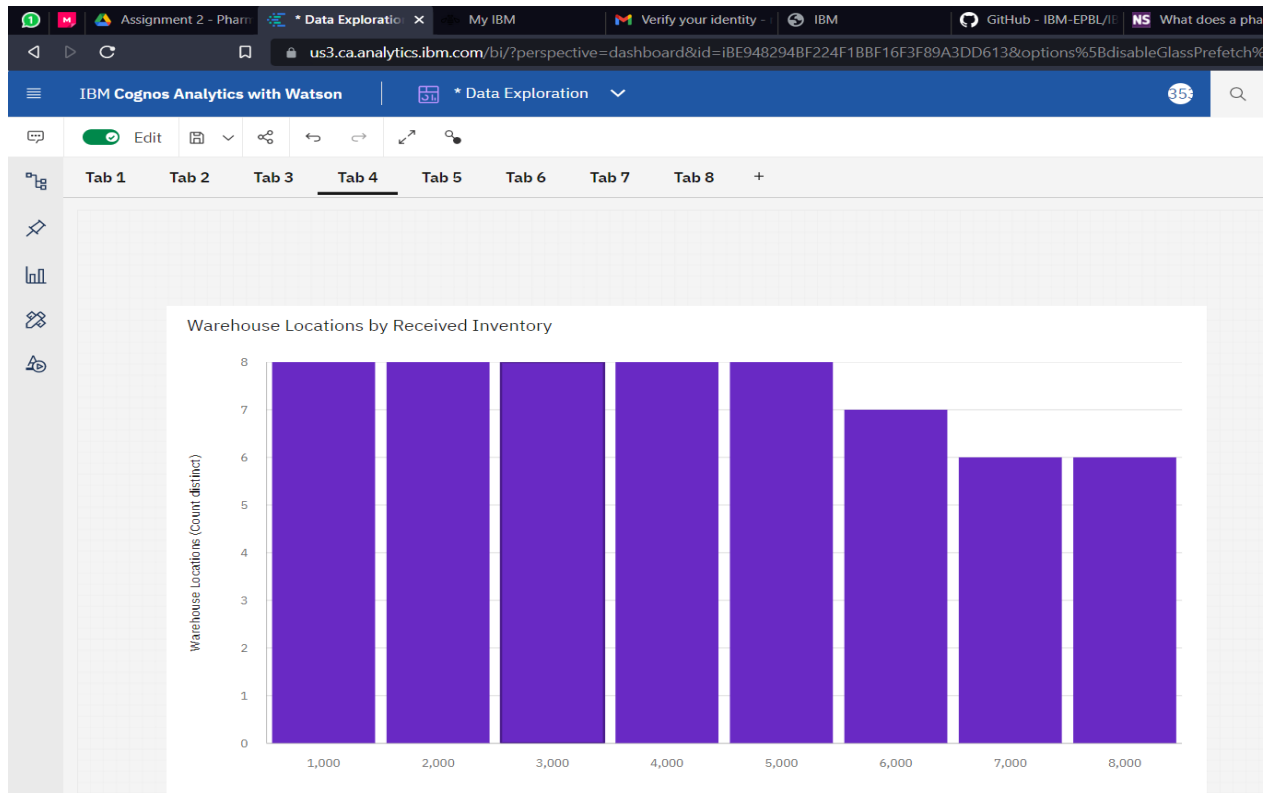 1 M Assignment 2 - Pharm * Data Exploratio × My IBM Verify your identity - IBM GitHub - IBM-EPBL/IB NS What does a pha
us3.ca.analytics.ibm.com/bi/?perspective=dashboard&id=iBE948294BF224F1BBF16F3F89A3DD613&options%5BdisableGlassPrefetch%
IBM Cognos Analytics with Watson * Data Exploration 353
Edit
Tab 1 Tab 2 Tab 3 Tab 4 Tab 5 Tab 6 Tab 7 Tab 8 +
Warehouse Locations by Received Inventory
Warehouse Locations (Count distinct)
8
7
6
5
4
3
2
1
0
1,000 2,000 3,000 4,000 5,000 6,000 7,000 8,000